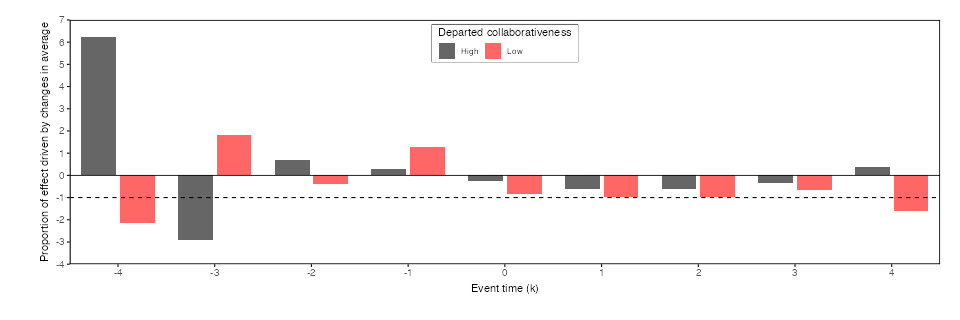 Departed collaborativeness
High Low
Proportion of effect driven by changes in average
7
6
5
4
3
2
1
0
-1
-2
-3
-4
-4 -3 -2 -1 0 1 2 3 4
Event time (k)